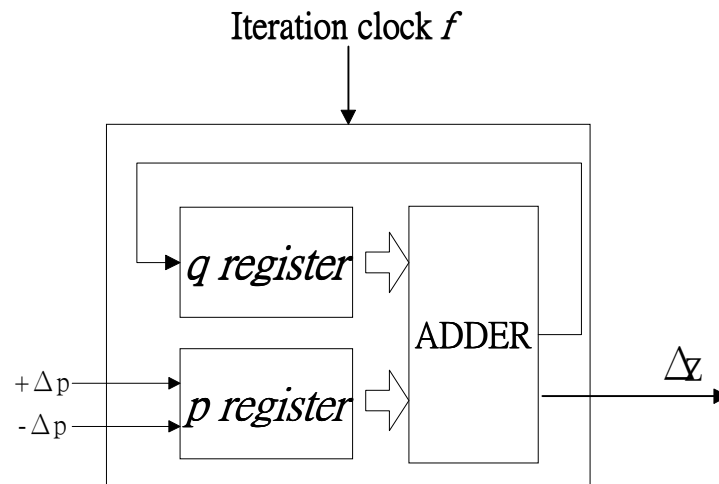 Iteration clock f
q register
ADDER
+Δp
-Δp
p register
Δz